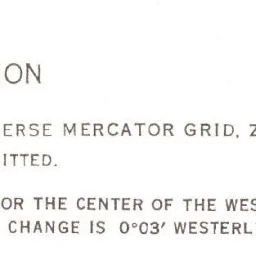 ON
ERSE MERCATOR GRID, Z
ITTED.
OR THE CENTER OF THE WES
CHANGE IS 0°03′ WESTERL